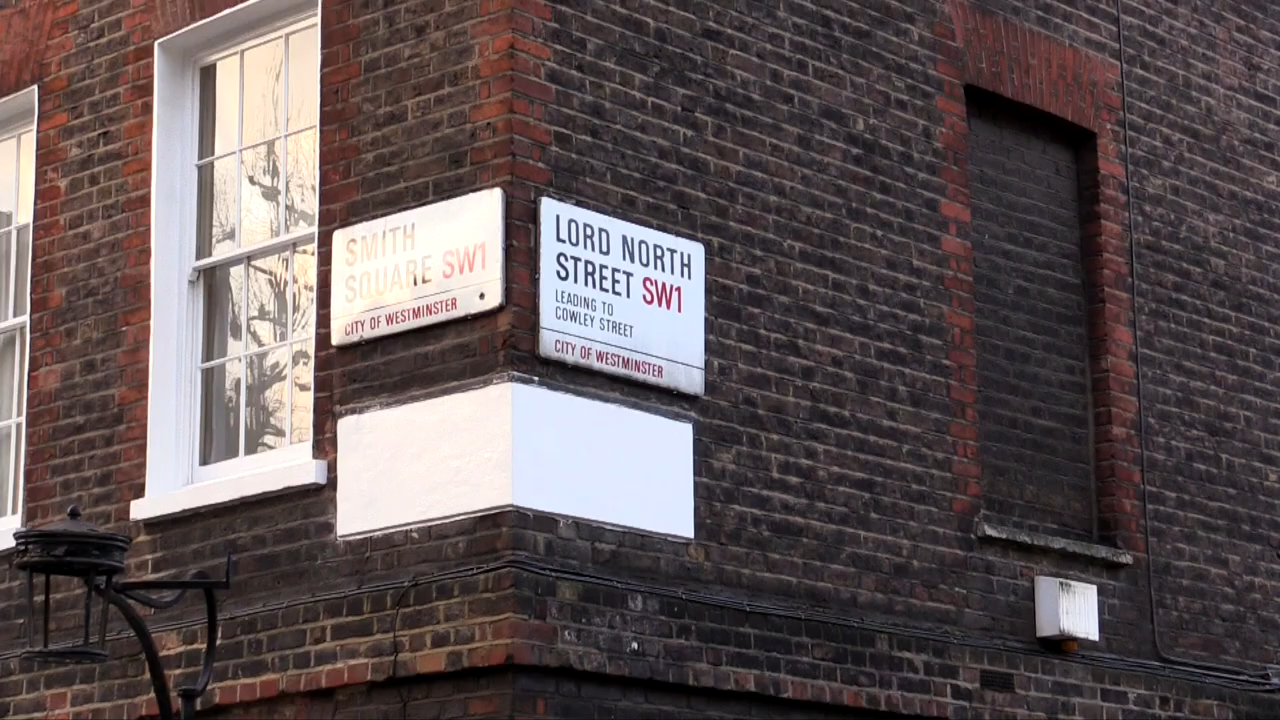 SMITH
SQUARE SW1
CITY OF WESTMINSTER
LORD NORTH
STREET SW1
LEADING TO
COWLEY STREET
CITY OF WESTMINSTER